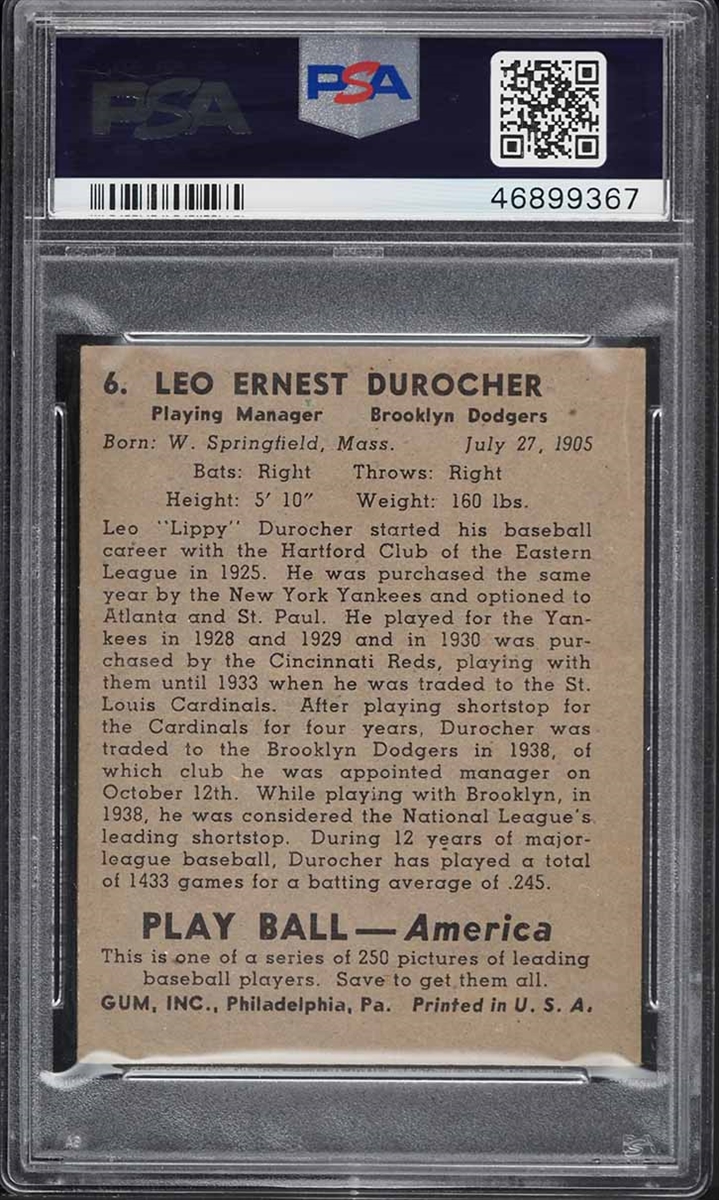 PSA PSA
46899367
6. LEO ERNEST DUROCHER
Playing Manager Brooklyn Dodgers
Born: W. Springfield, Mass. July 27, 1905
Bats: Right Throws: Right
Height: 5′ 10″ Weight: 160 lbs.
Leo "Lippy" Durocher started his baseball
career with the Hartford Club of the Eastern
League in 1925. He was purchased the same
year by the New York Yankees and optioned to
Atlanta and St. Paul. He played for the Yan-
kees in 1928 and 1929 and in 1930 was pur-
chased by the Cincinnati Reds, playing with
them until 1933 when he was traded to the St.
Louis Cardinals. After playing shortstop for
the Cardinals for four years, Durocher was
traded to the Brooklyn Dodgers in 1938, of
which club he was appointed manager on
October 12th. While playing with Brooklyn, in
1938, he was considered the National League's
leading shortstop. During 12 years of major-
league baseball, Durocher has played a total
of 1433 games for a batting average of .245.
PLAY BALL—America
This is one of a series of 250 pictures of leading
baseball players. Save to get them all.
GUM, INC., Philadelphia, Pa. Printed in U. S. A.